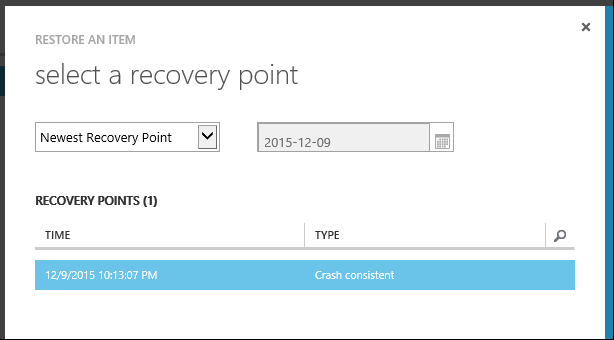 RESTORE AN ITEM
select a recovery point
Newest Recovery Point 2015-12-09
RECOVERY POINTS (1)
TIME TYPE
12/9/2015 10:13:07 PM Crash consistent